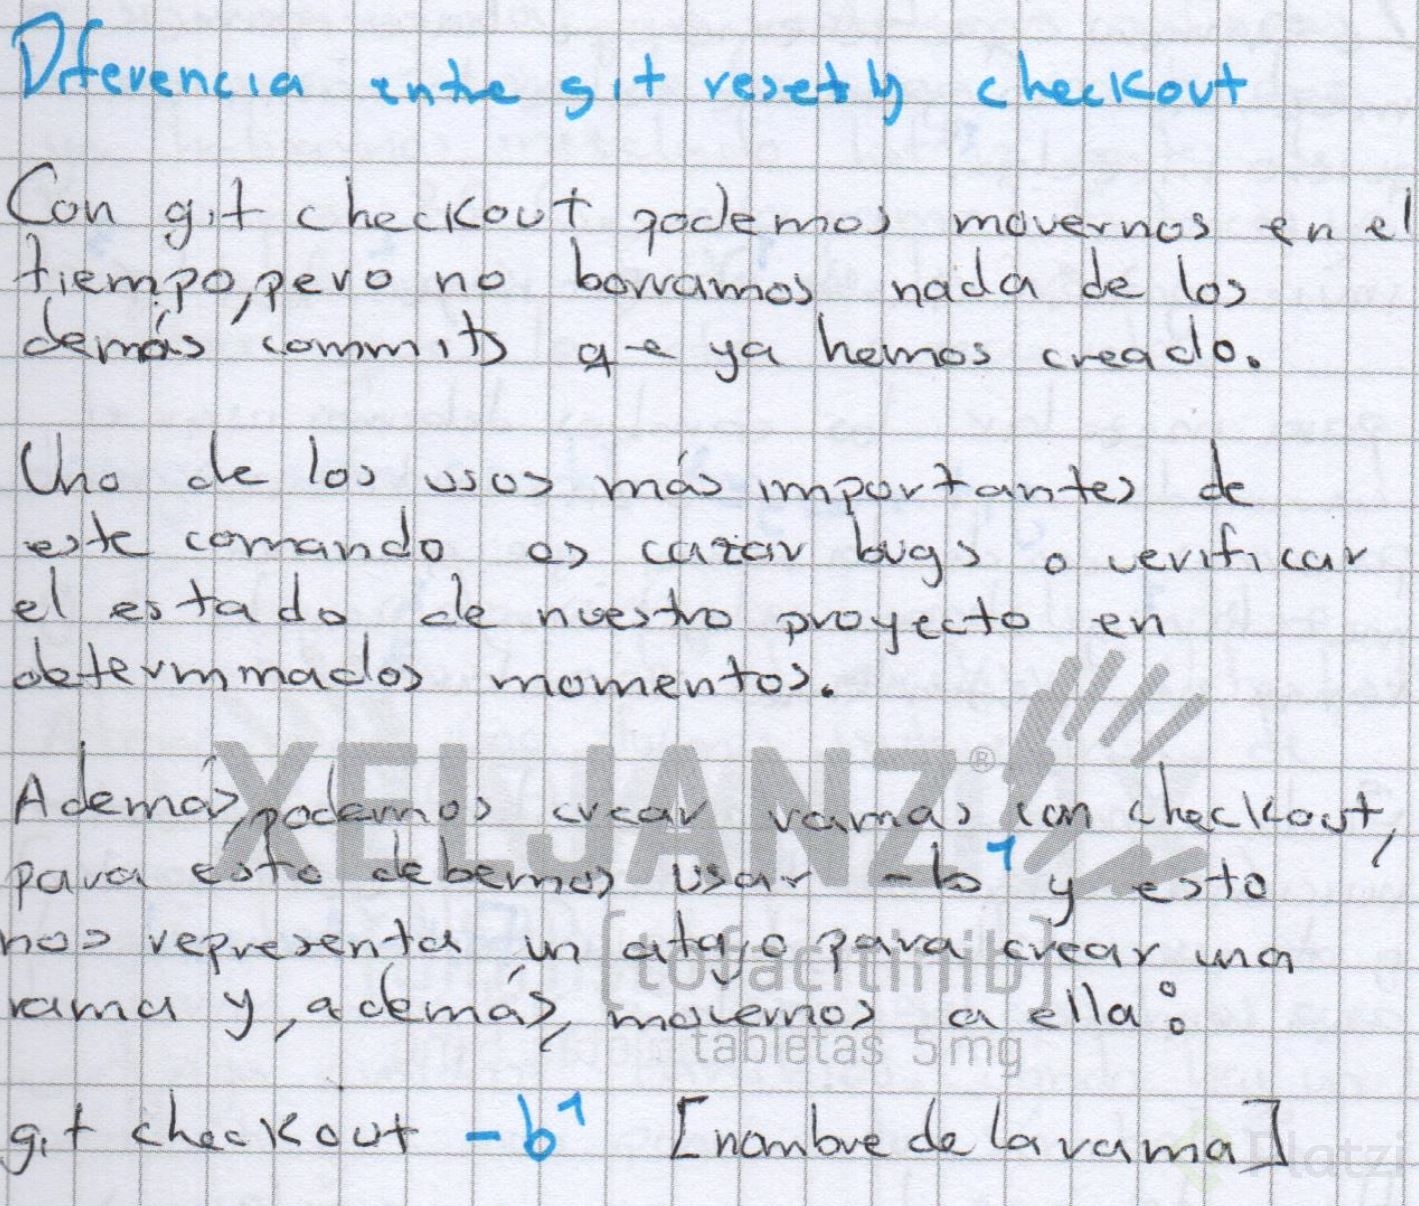 Diferencia entre git reset y checkout
Con git checkout podemos movernos en el
tiempo, pero no borramos nada de los
demás commits que ya hemos creado.
Uno de los usos más importantes de
este comando es cazar bugs o verificar
el estado de nuestro proyecto en
determinados momentos.
XELJANZ®
Además, podemos crear ramas con checkout,
para esto debemos usar -b¹ y esto
nos representa un atajo para crear una
[tofacitinib]
rama y, además, movernos a ella:
tabletas 5 mg
git checkout -b¹ [nombre de la rama]
Platzi